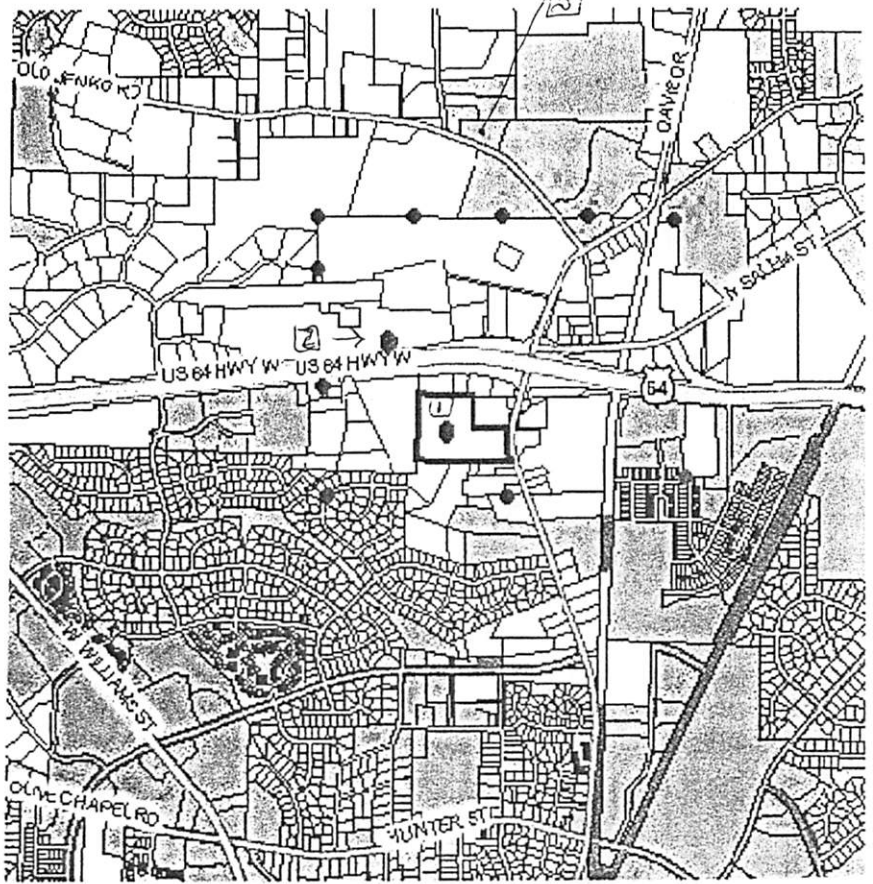 OLD JENKS RD
DAVIS DR
N SALEM ST
2
US 64 HWY W
US 64 HWY W
64
1
W WILLIAMS ST
OLIVE CHAPEL RD
HUNTER ST